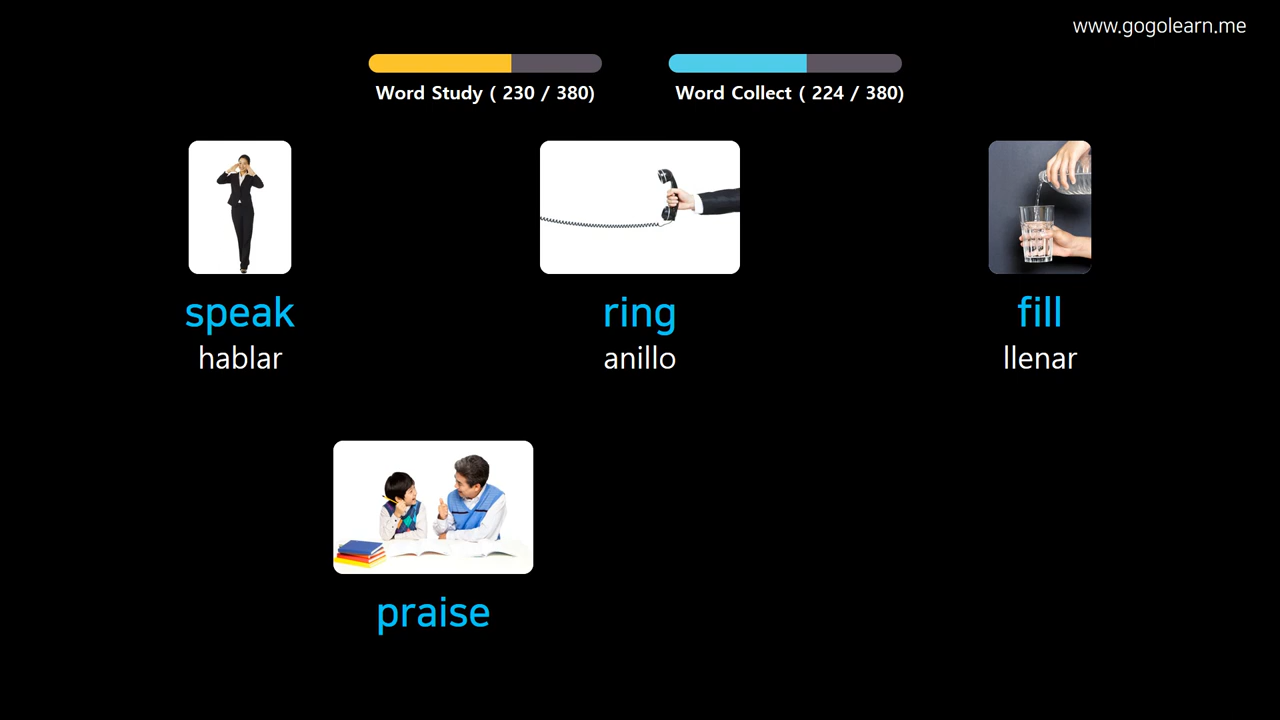 www.gogolearn.me
Word Study ( 230 / 380)
Word Collect ( 224 / 380)
speak
hablar
ring
anillo
fill
llenar
praise